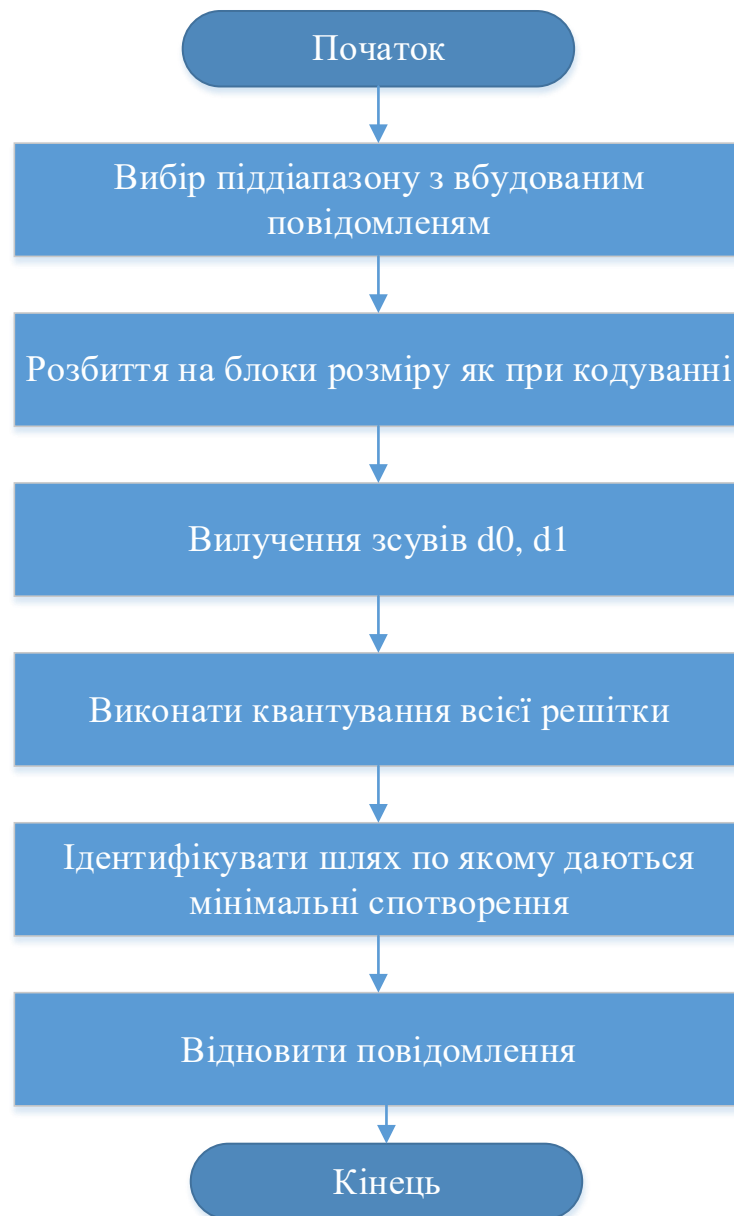 Початок
Вибір піддіапазону з вбудованим
повідомленям
Розбиття на блоки розміру як при кодуванні
Вилучення зсувів d0, d1
Виконати квантування всієї решітки
Ідентифікувати шлях по якому даються
мінімальні спотворення
Відновити повідомлення
Кінець